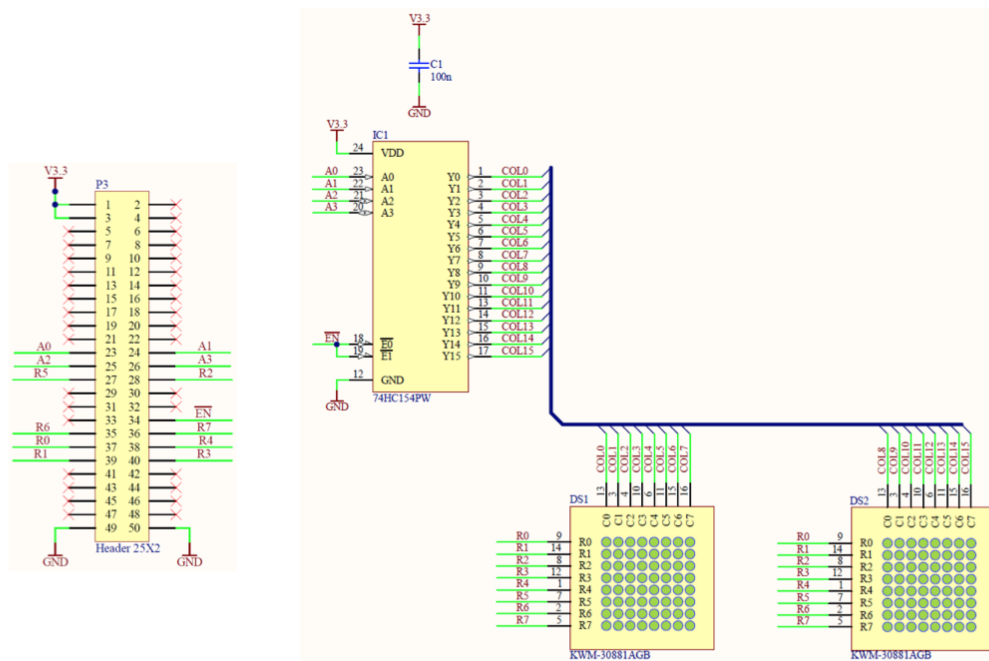 V3.3
P3
1 2
3 4
5 6
7 8
9 10
11 12
13 14
15 16
17 18
19 20
21 22
A0 23 24 A1
A2 25 26 A3
R5 27 28 R2
29 30
31 32
33 34 EN
R6 35 36 R7
R0 37 38 R4
R1 39 40 R3
41 42
43 44
45 46
47 48
49 50
Header 25X2
GND GND
V3.3
C1
100n
GND
V3.3
IC1
24 VDD
A0 23 A0 Y0 1 COL0
A1 22 A1 Y1 2 COL1
A2 21 A2 Y2 3 COL2
A3 20 A3 Y3 4 COL3
Y4 5 COL4
Y5 6 COL5
Y6 7 COL6
Y7 8 COL7
Y8 9 COL8
Y9 10 COL9
Y10 11 COL10
Y11 13 COL11
Y12 14 COL12
Y13 15 COL13
EN 18 E0 Y14 16 COL14
19 E1 Y15 17 COL15
12 GND
GND
74HC154PW
COL0 COL1 COL2 COL3 COL4 COL5 COL6 COL7
13 3 4 10 6 11 15 16
DS1
C0 C1 C2 C3 C4 C5 C6 C7
R0 9 R0
R1 14 R1
R2 8 R2
R3 12 R3
R4 1 R4
R5 7 R5
R6 2 R6
R7 5 R7
KWM-30881AGB
COL8 COL9 COL10 COL11 COL12 COL13 COL14 COL15
13 3 4 10 6 11 15 16
DS2
C0 C1 C2 C3 C4 C5 C6 C7
R0 9 R0
R1 14 R1
R2 8 R2
R3 12 R3
R4 1 R4
R5 7 R5
R6 2 R6
R7 5 R7
KWM-30881AGB